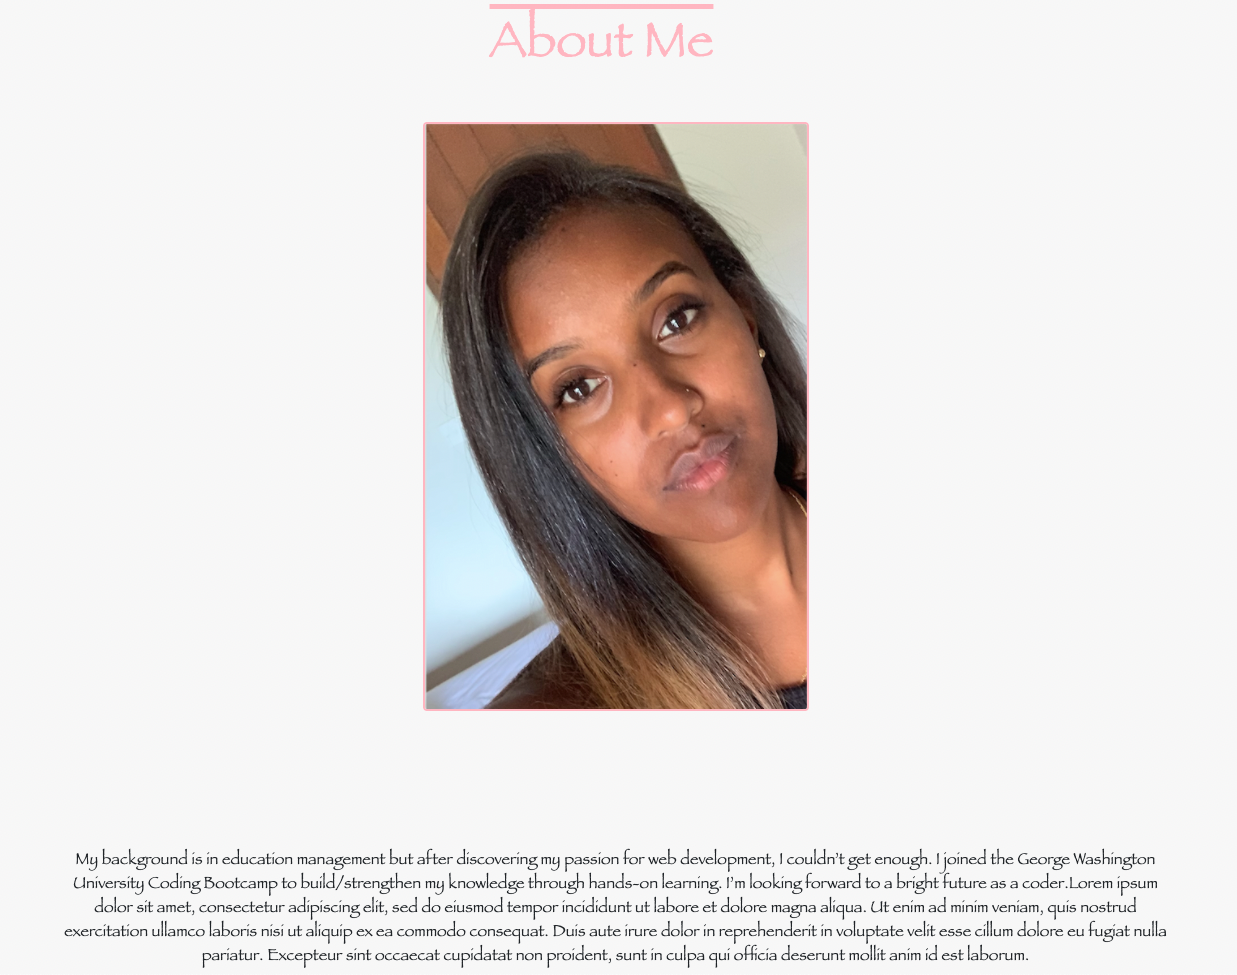 About Me
My background is in education management but after discovering my passion for web development, I couldn’t get enough. I joined the George Washington
University Coding Bootcamp to build/strengthen my knowledge through hands-on learning. I’m looking forward to a bright future as a coder.Lorem ipsum
dolor sit amet, consectetur adipiscing elit, sed do eiusmod tempor incididunt ut labore et dolore magna aliqua. Ut enim ad minim veniam, quis nostrud
exercitation ullamco laboris nisi ut aliquip ex ea commodo consequat. Duis aute irure dolor in reprehenderit in voluptate velit esse cillum dolore eu fugiat nulla
pariatur. Excepteur sint occaecat cupidatat non proident, sunt in culpa qui officia deserunt mollit anim id est laborum.